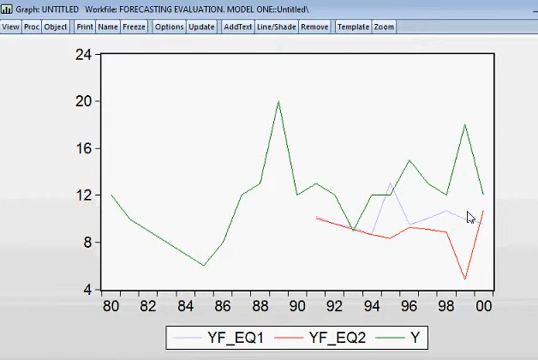 Graph: UNTITLED Workfile: FORECASTING EVALUATION. MODEL ONE::Untitled\
View Proc Object Print Name Freeze Options Update AddText Line/Shade Remove Template Zoom
24
20
16
12
8
4
80 82 84 86 88 90 92 94 96 98 00
YF_EQ1 YF_EQ2 Y